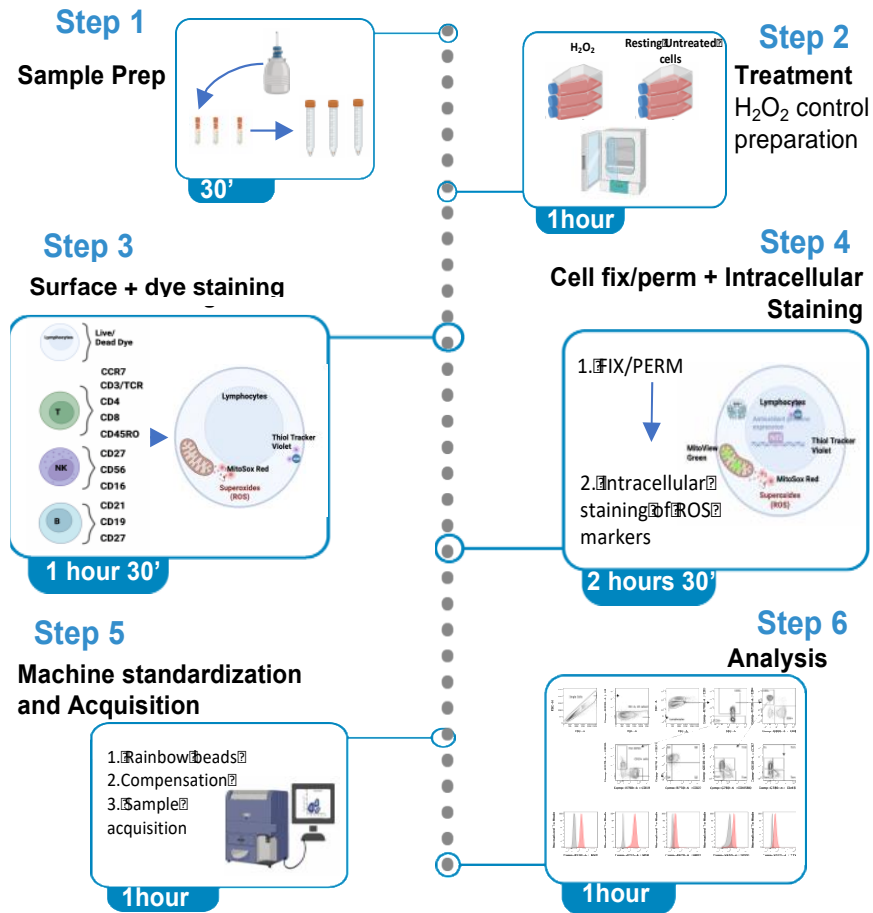 Step 1
Sample Prep
30’
H₂O₂
Resting Untreated
cells
Step 2
Treatment
H₂O₂ control
preparation
1hour
Step 3
Surface + dye staining
Lymphocytes
Live/
Dead Dye
T
CCR7
CD3/TCR
CD4
CD8
CD45RO
NK
CD27
CD56
CD16
B
CD21
CD19
CD27
Lymphocytes
Thiol Tracker
Violet
MitoSox Red
Superoxides
(ROS)
1 hour 30’
Step 4
Cell fix/perm + Intracellular
Staining
1. FIX/PERM
2. Intracellular
staining of ROS
markers
Lymphocytes
Antioxidant protein
expression
Thiol Tracker
Violet
MitoView
Green
MitoSox Red
Superoxides
(ROS)
2 hours 30’
Step 5
Machine standardization
and Acquisition
1. Rainbow beads
2.Compensation
3. Sample
acquisition
1hour
Step 6
Analysis
1hour